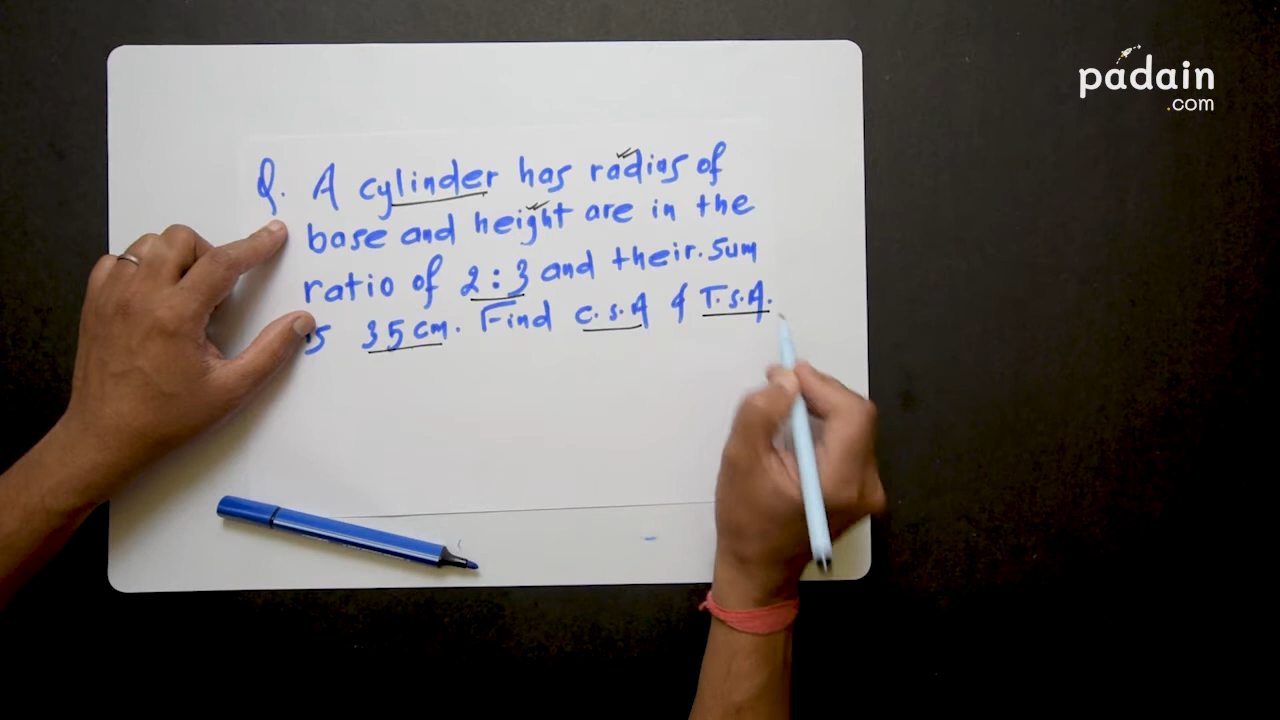 padain
.com
Q. A cylinder has radius of
base and height are in the
ratio of 2:3 and their sum
is 35cm. Find C.S.A & T.S.A.